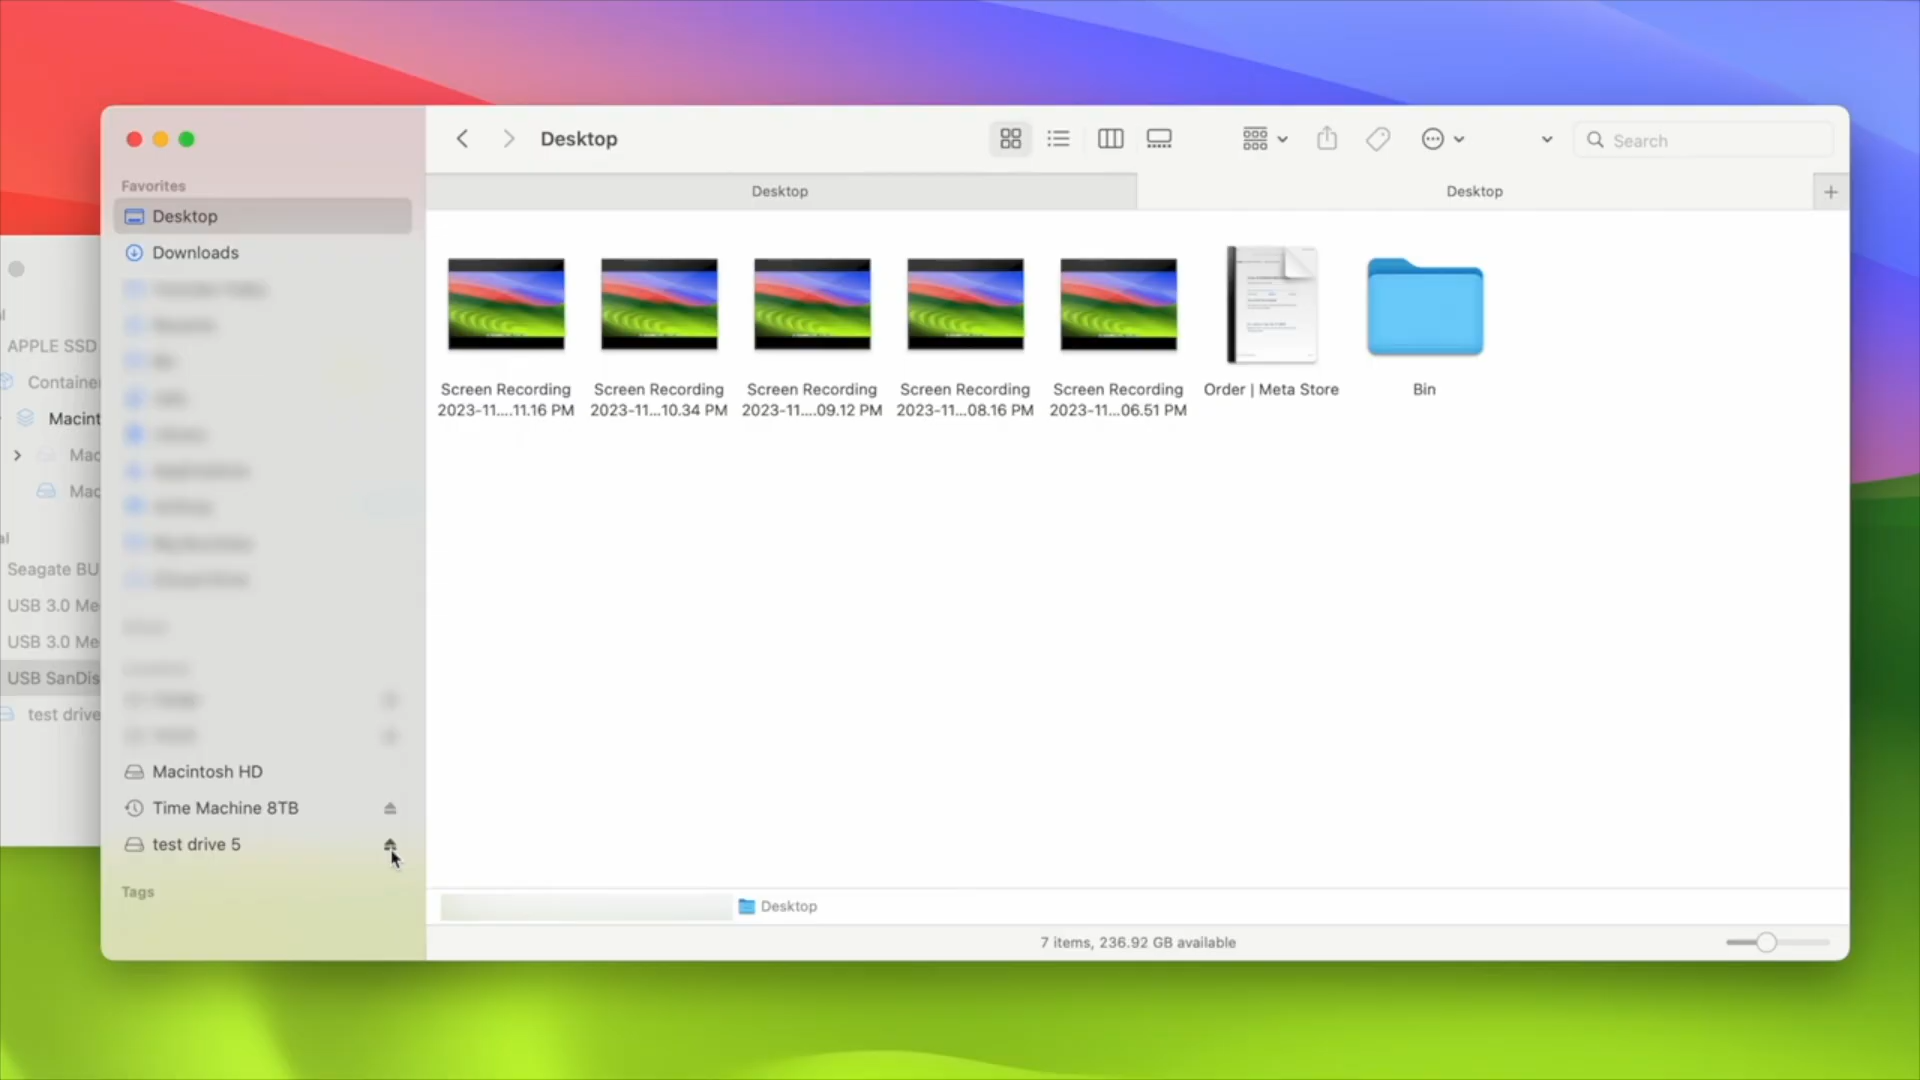 Desktop
Search
Favorites
Desktop
Desktop
Desktop
Downloads
al
APPLE SSD
Container
Macint
Mac
Mac
al
Seagate BU
USB 3.0 Me
USB 3.0 Me
USB SanDis
test drive
Macintosh HD
Time Machine 8TB
test drive 5
Tags
Screen Recording
2023-11....11.16 PM
Screen Recording
2023-11...10.34 PM
Screen Recording
2023-11....09.12 PM
Screen Recording
2023-11...08.16 PM
Screen Recording
2023-11...06.51 PM
Order | Meta Store
Bin
Desktop
7 items, 236.92 GB available